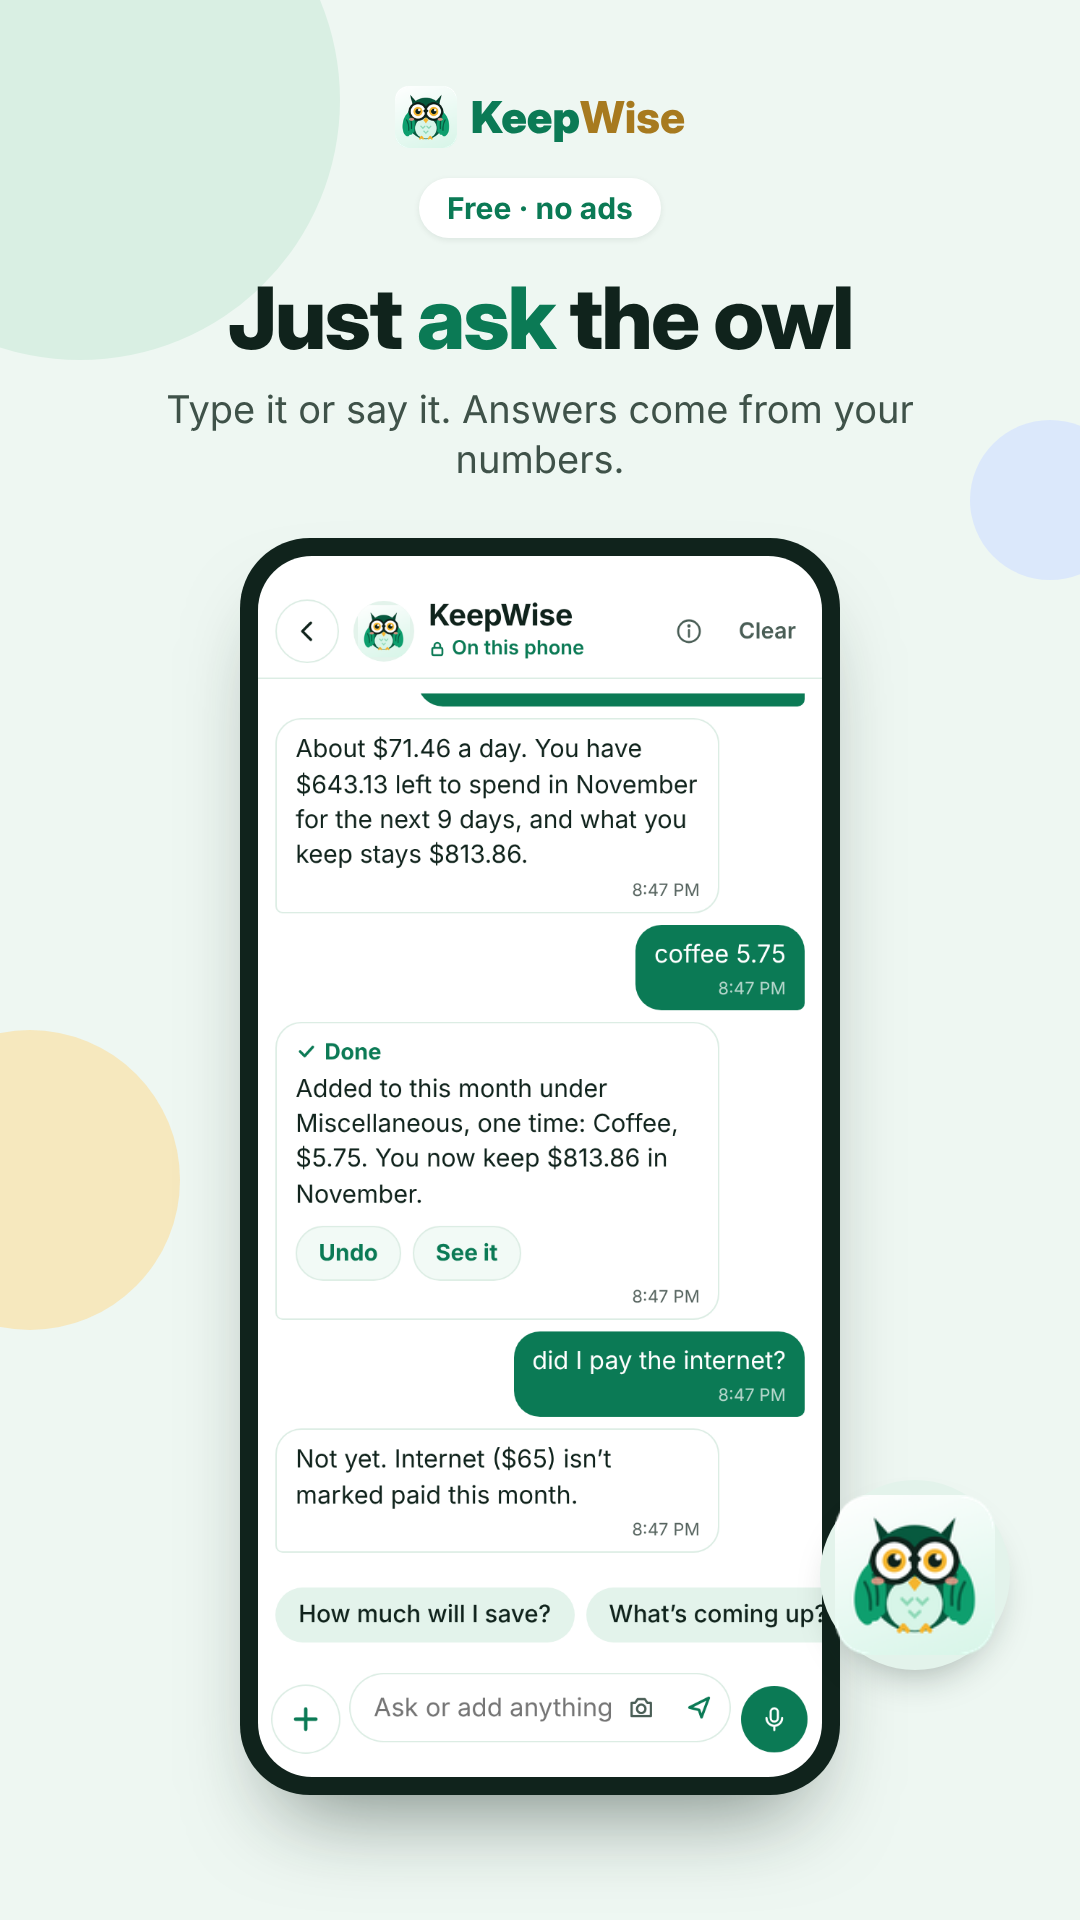 KeepWise
Free · no ads
Just ask the owl
Type it or say it. Answers come from your
numbers.
KeepWise
On this phone
Clear
About $71.46 a day. You have
$643.13 left to spend in November
for the next 9 days, and what you
keep stays $813.86.
8:47 PM
coffee 5.75
8:47 PM
Done
Added to this month under
Miscellaneous, one time: Coffee,
$5.75. You now keep $813.86 in
November.
Undo
See it
8:47 PM
did I pay the internet?
8:47 PM
Not yet. Internet ($65) isn’t
marked paid this month.
8:47 PM
How much will I save?
What’s coming up?
Ask or add anything